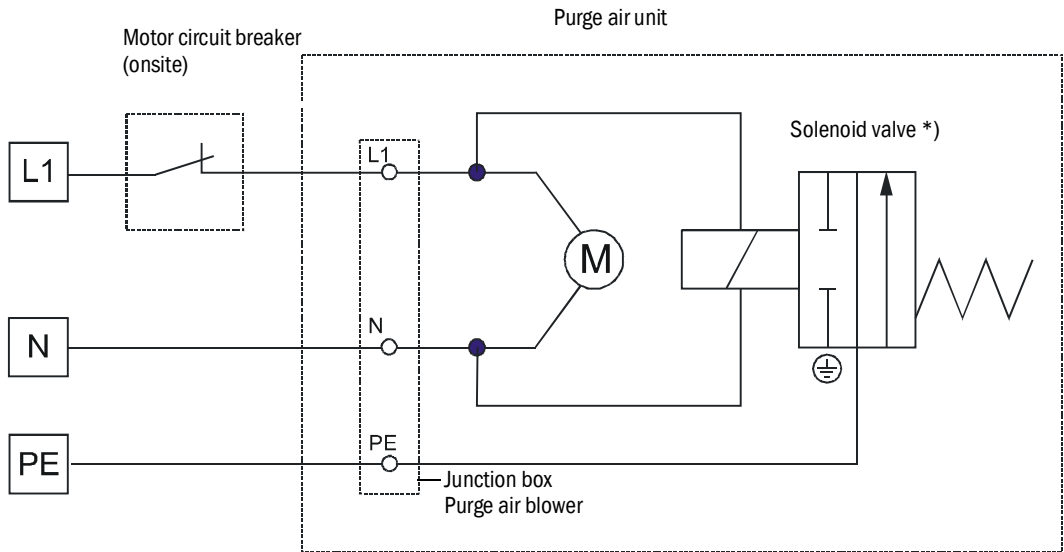 Purge air unit
Motor circuit breaker
(onsite)
Solenoid valve *)
L1
L1
M
N
N
PE
PE
Junction box
Purge air blower